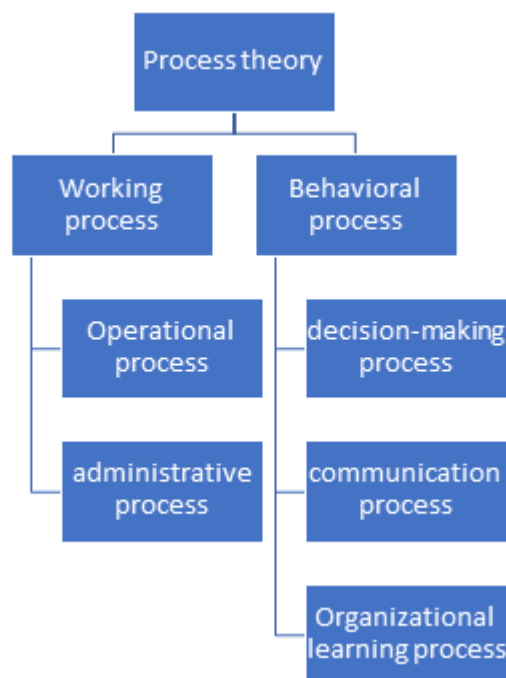 Process theory
Working
process
Behavioral
process
Operational
process
decision-making
process
administrative
process
communication
process
Organizational
learning process